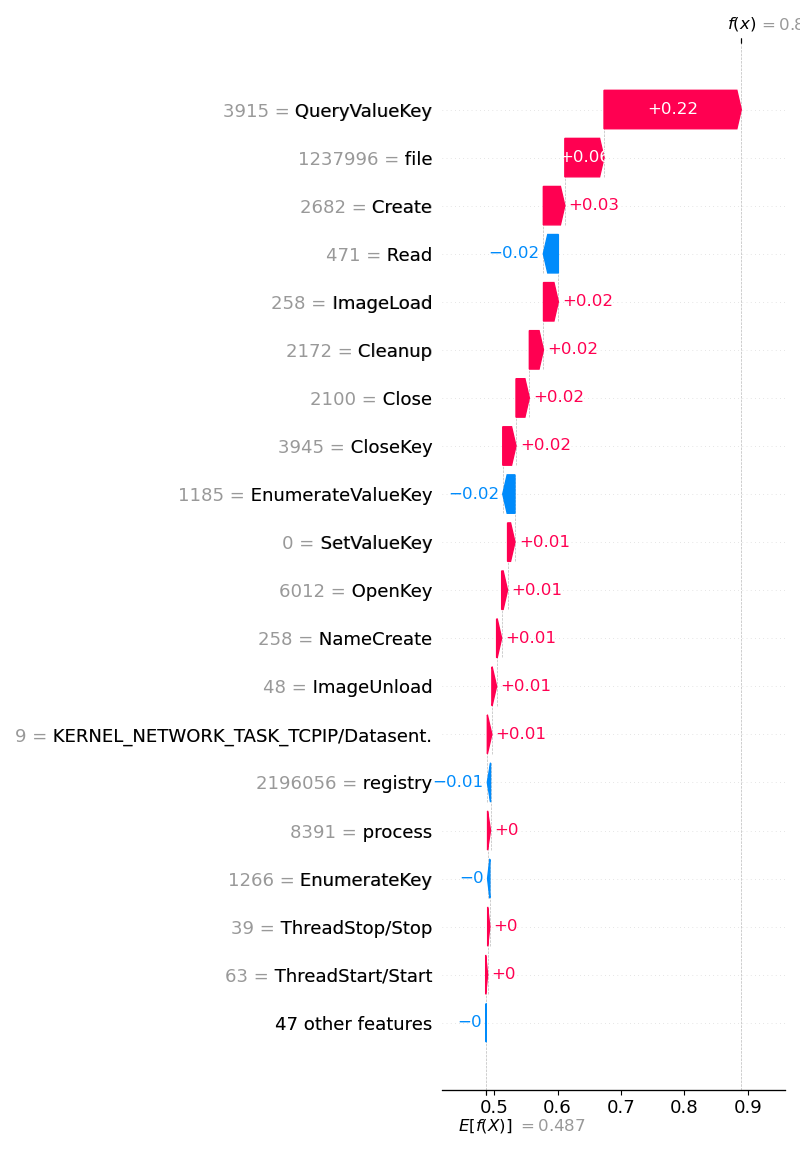 f(x) = 0.8
3915 = QueryValueKey +0.22
1237996 = file +0.06
2682 = Create +0.03
471 = Read −0.02
258 = ImageLoad +0.02
2172 = Cleanup +0.02
2100 = Close +0.02
3945 = CloseKey +0.02
1185 = EnumerateValueKey −0.02
0 = SetValueKey +0.01
6012 = OpenKey +0.01
258 = NameCreate +0.01
48 = ImageUnload +0.01
9 = KERNEL_NETWORK_TASK_TCPIP/Datasent. +0.01
2196056 = registry −0.01
8391 = process +0
1266 = EnumerateKey −0
39 = ThreadStop/Stop +0
63 = ThreadStart/Start +0
47 other features −0
0.5 0.6 0.7 0.8 0.9
E[f(X)] = 0.487